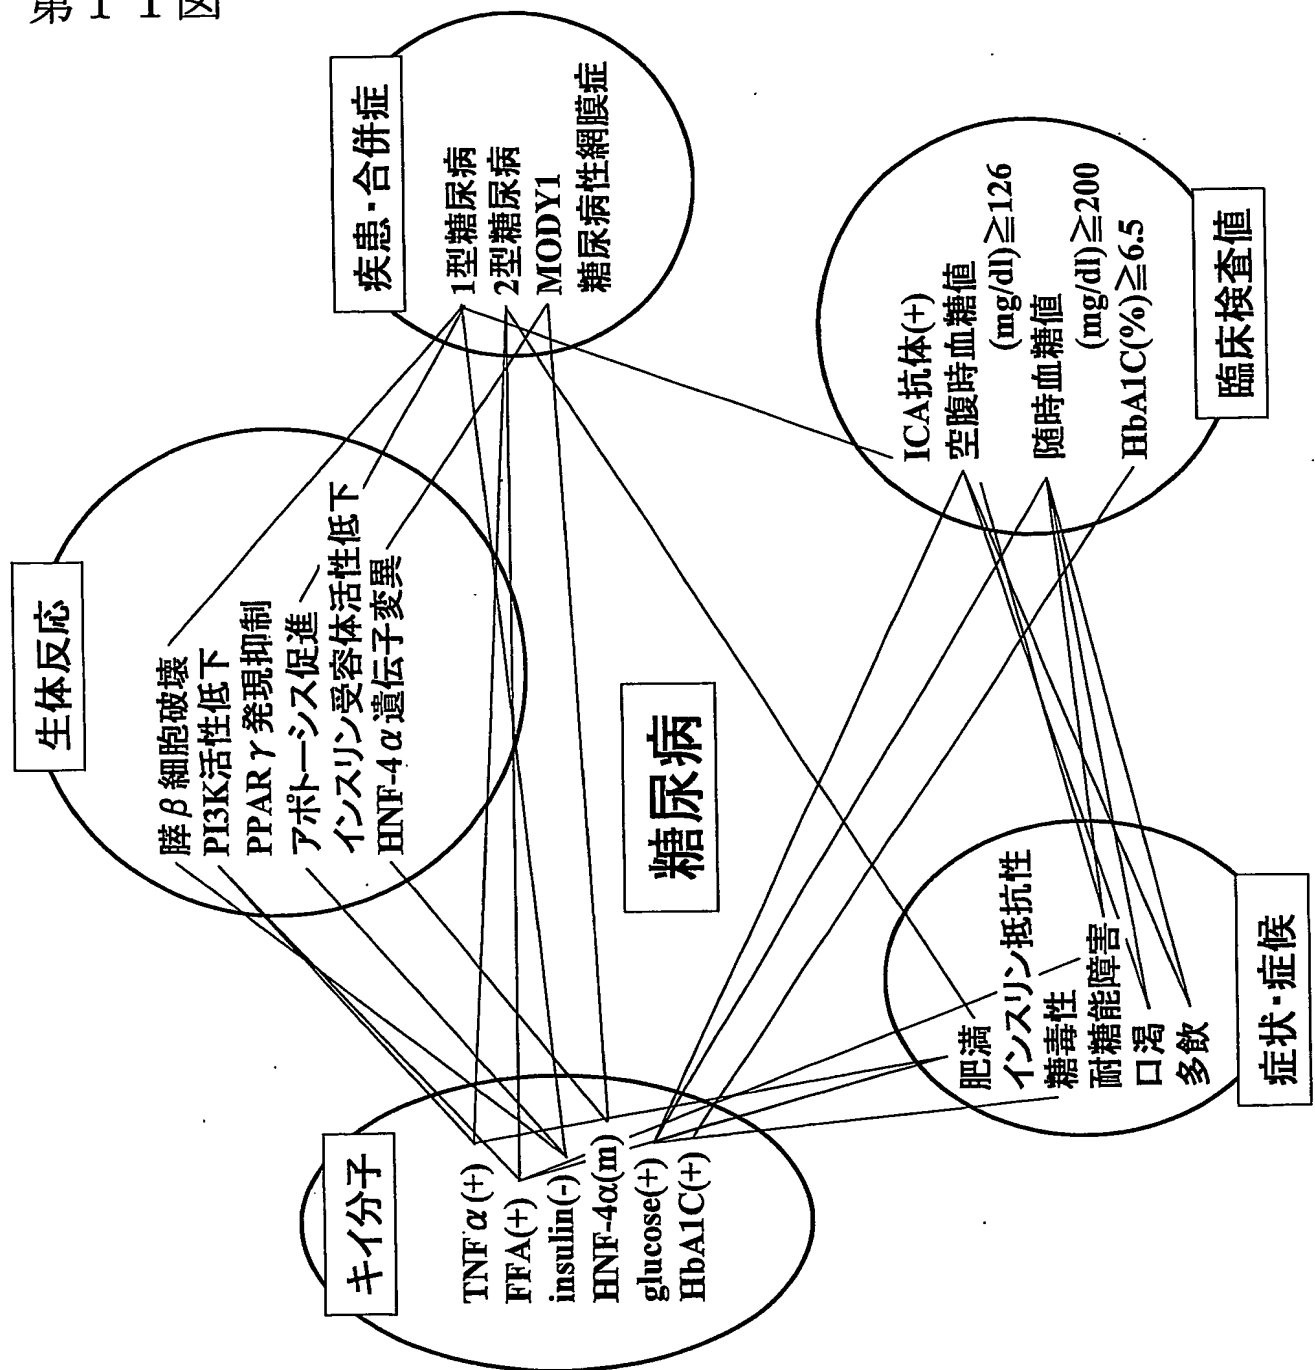 第１１図
生体反応
膵β細胞破壊
PI3K活性低下
PPARγ発現抑制
アポトーシス促進
インスリン受容体活性低下
HNF-4α遺伝子変異
疾患・合併症
1型糖尿病
2型糖尿病
MODY1
糖尿病性網膜症
キイ分子
TNFα(+)
FFA(+)
insulin(-)
HNF-4α(m)
glucose(+)
HbA1C(+)
糖尿病
症状・症候
肥満
インスリン抵抗性
糖毒性
耐糖能障害
口渇
多飲
臨床検査値
ICA抗体(+)
空腹時血糖値
(mg/dl)≧126
随時血糖値
(mg/dl)≧200
HbA1C(%)≧6.5